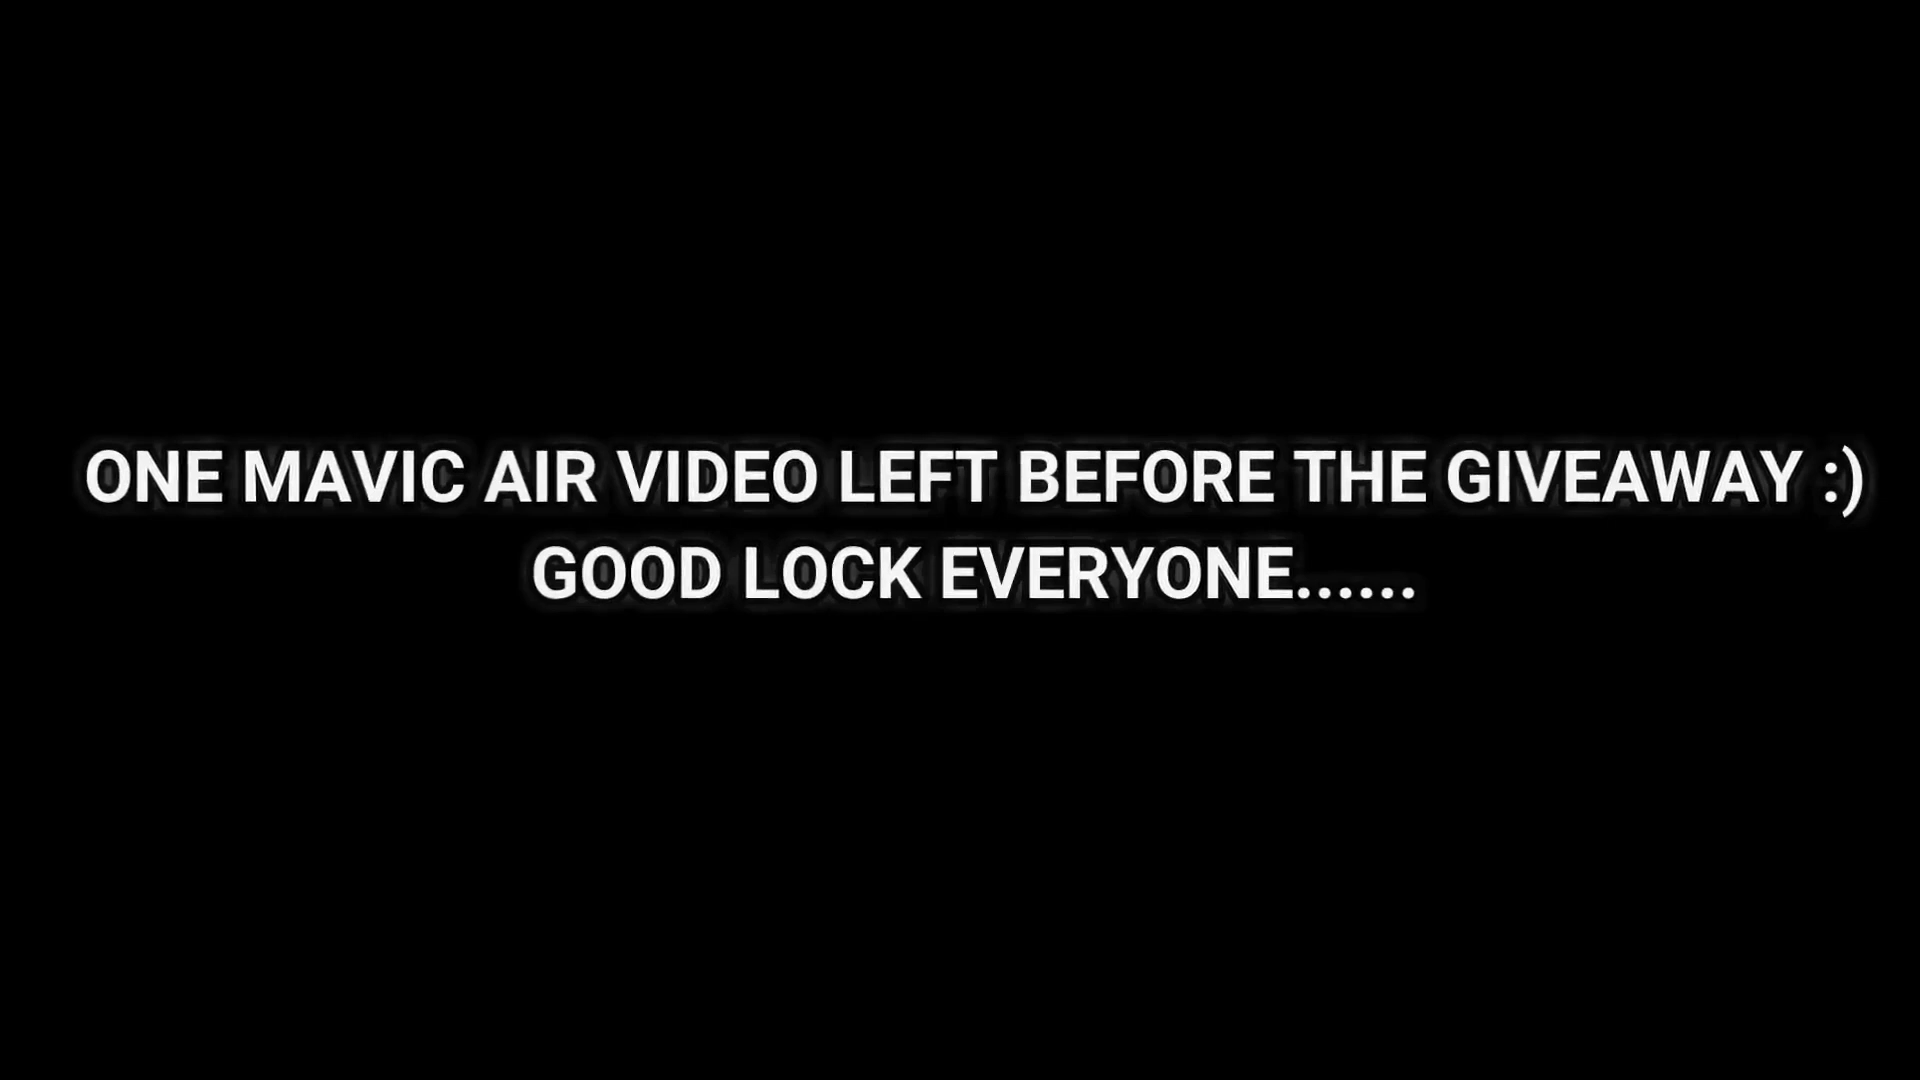 ONE MAVIC AIR VIDEO LEFT BEFORE THE GIVEAWAY :)
GOOD LOCK EVERYONE......